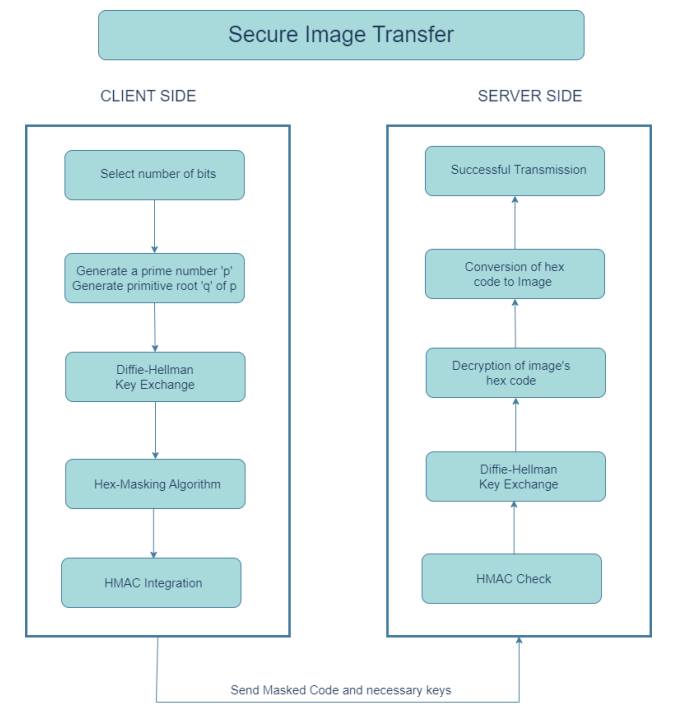 Secure Image Transfer
CLIENT SIDE
Select number of bits
Generate a prime number 'p'
Generate primitive root 'q' of p
Diffie-Hellman
Key Exchange
Hex-Masking Algorithm
HMAC Integration
SERVER SIDE
Successful Transmission
Conversion of hex
code to Image
Decryption of image's
hex code
Diffie-Hellman
Key Exchange
HMAC Check
Send Masked Code and necessary keys